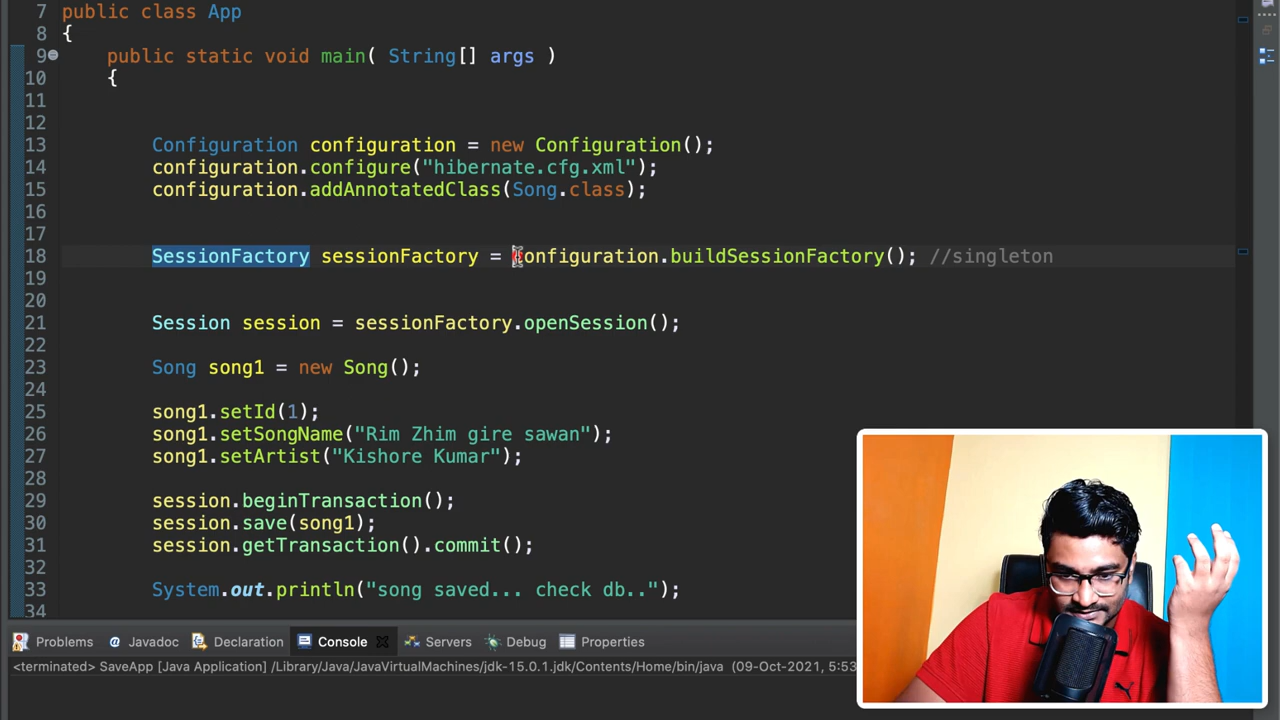 7 public class App
8 {
9 public static void main( String[] args )
10 {
11
12
13 Configuration configuration = new Configuration();
14 configuration.configure("hibernate.cfg.xml");
15 configuration.addAnnotatedClass(Song.class);
16
17
18 SessionFactory sessionFactory = configuration.buildSessionFactory(); //singleton
19
20
21 Session session = sessionFactory.openSession();
22
23 Song song1 = new Song();
24
25 song1.setId(1);
26 song1.setSongName("Rim Zhim gire sawan");
27 song1.setArtist("Kishore Kumar");
28
29 session.beginTransaction();
30 session.save(song1);
31 session.getTransaction().commit();
32
33 System.out.println("song saved... check db..");
34
Problems @ Javadoc Declaration Console Servers Debug Properties
<terminated> SaveApp [Java Application] /Library/Java/JavaVirtualMachines/jdk-15.0.1.jdk/Contents/Home/bin/java (09-Oct-2021, 5:53